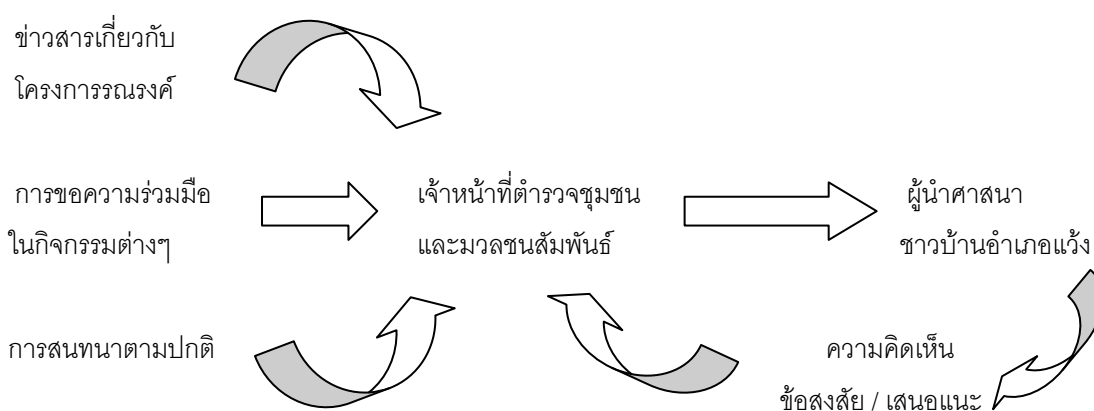 ข่าวสารเกี่ยวกับ
โครงการรณรงค์
การขอความร่วมมือ
ในกิจกรรมต่างๆ
เจ้าหน้าที่ตำรวจชุมชน
และมวลชนสัมพันธ์
ผู้นำศาสนา
ชาวบ้านอำเภอแว้ง
การสนทนาตามปกติ
ความคิดเห็น
ข้อสงสัย / เสนอแนะ